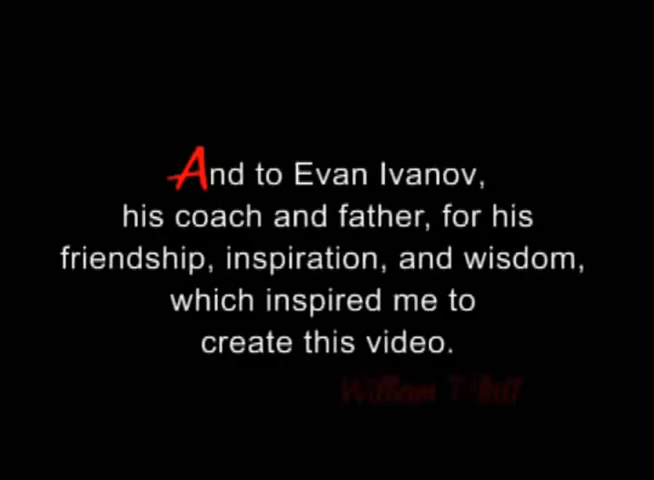 And to Evan Ivanov,
his coach and father, for his
friendship, inspiration, and wisdom,
which inspired me to
create this video.
William